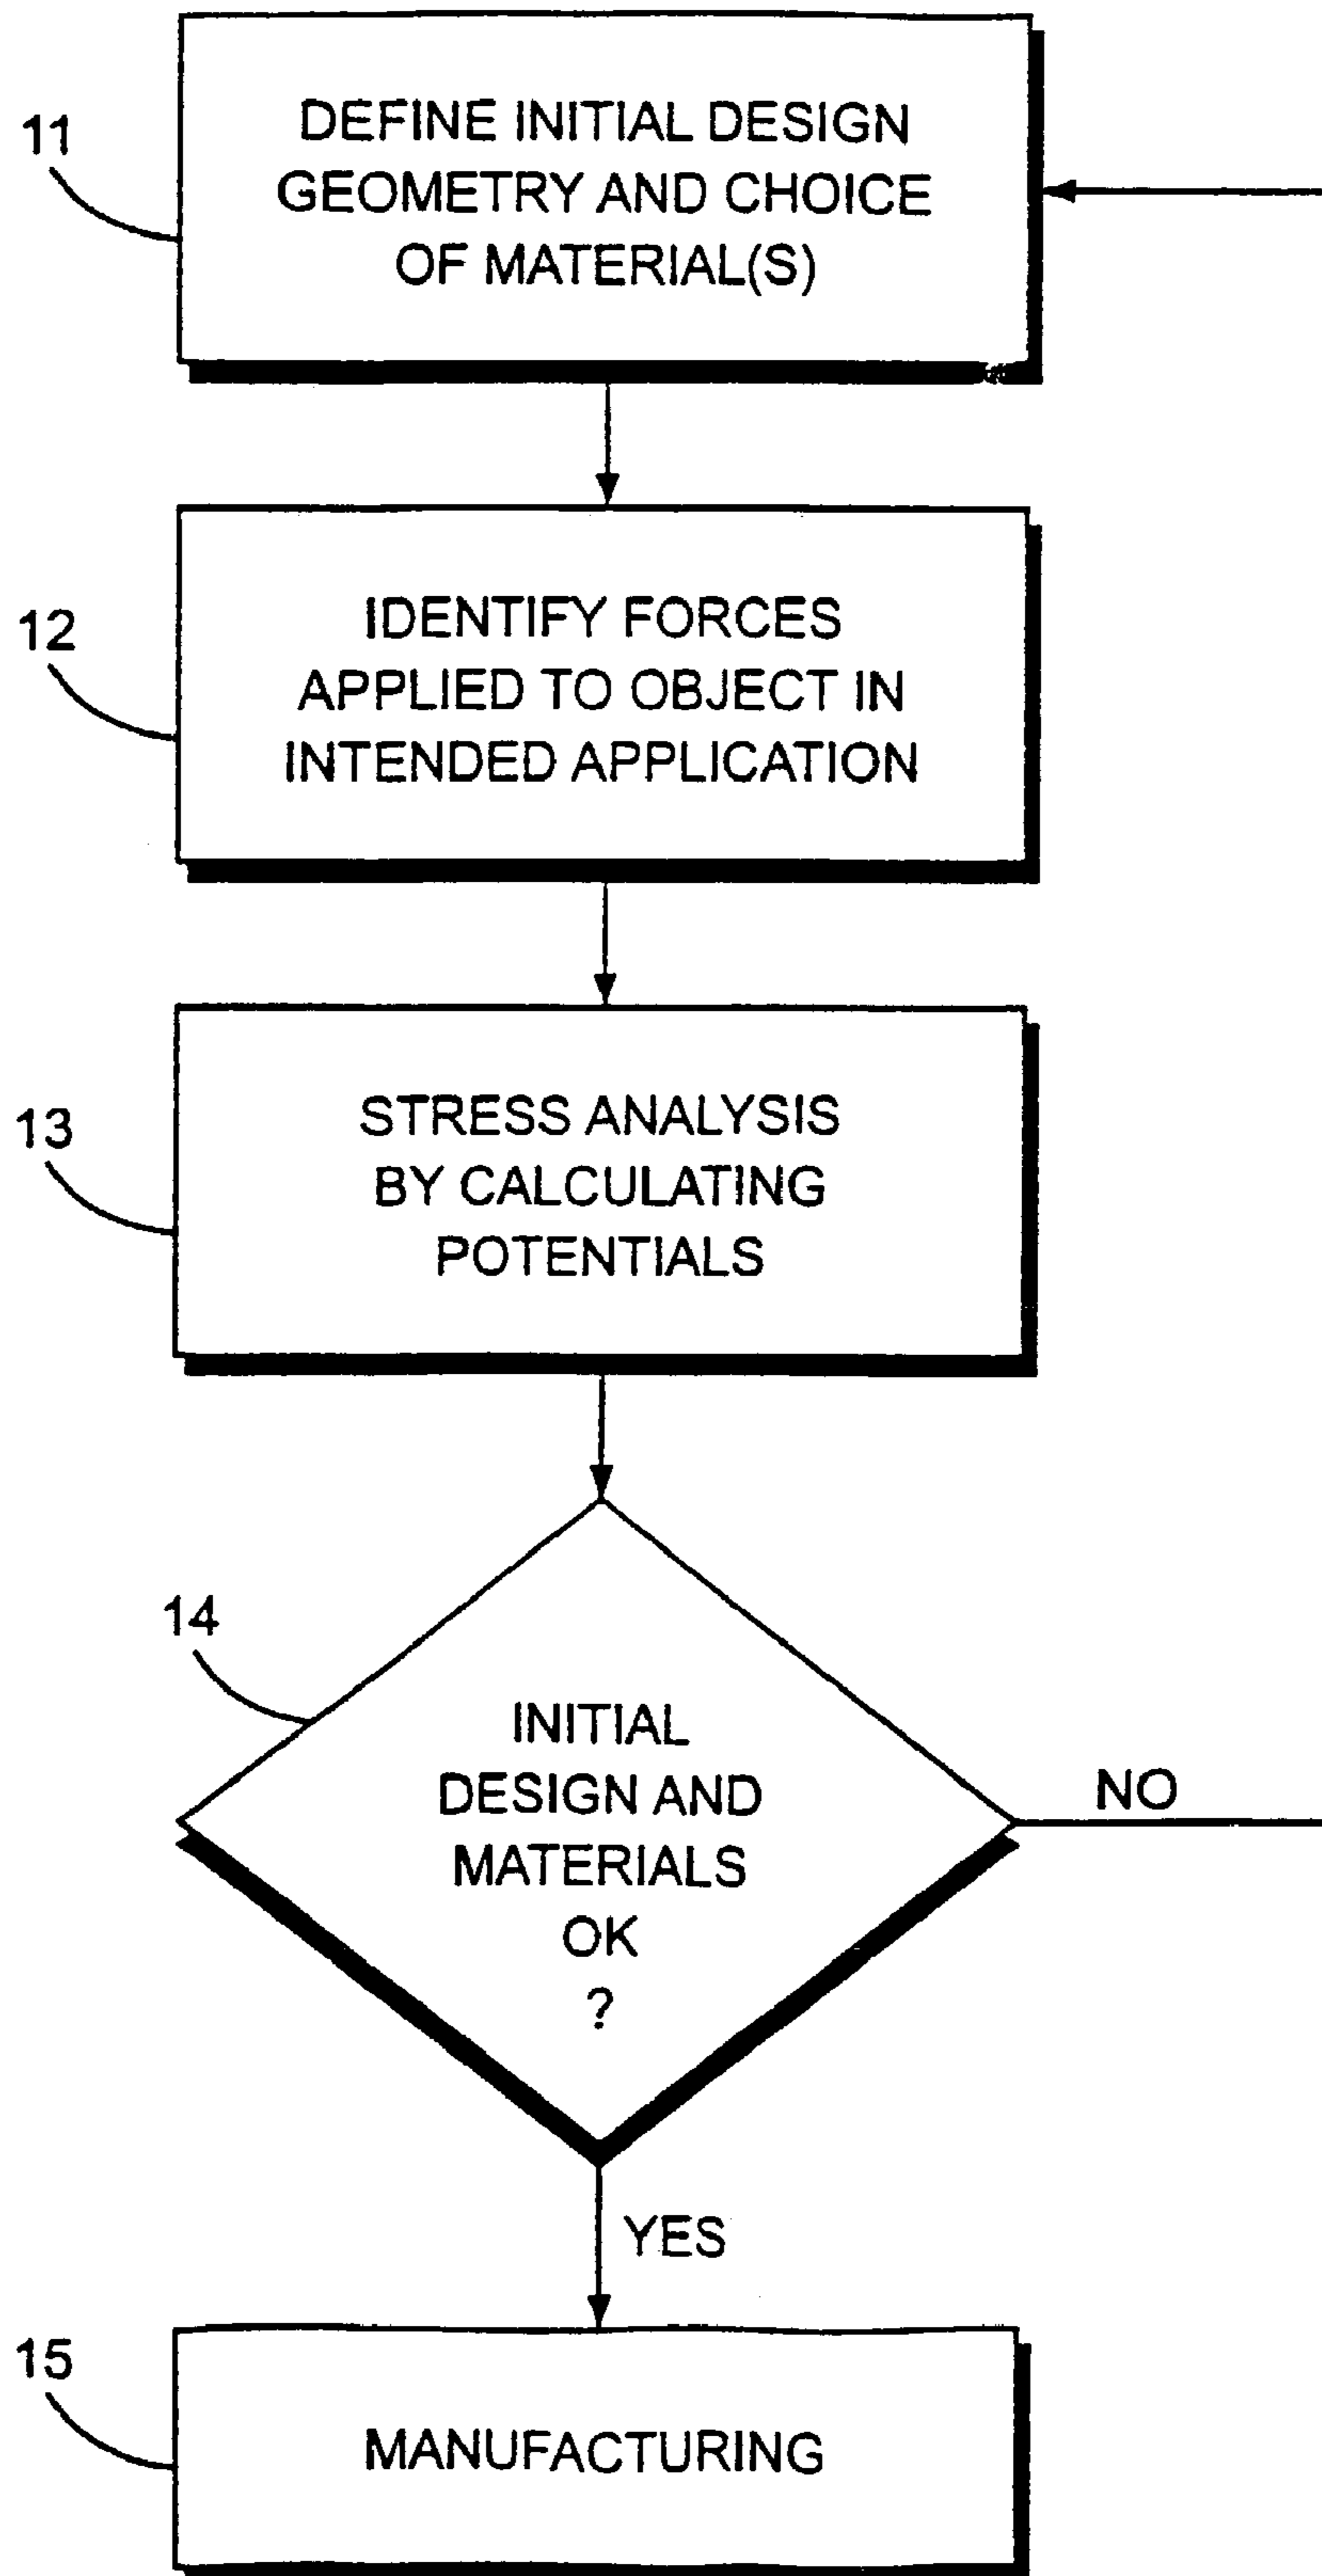 11
DEFINE INITIAL DESIGN
GEOMETRY AND CHOICE
OF MATERIAL(S)
12
IDENTIFY FORCES
APPLIED TO OBJECT IN
INTENDED APPLICATION
13
STRESS ANALYSIS
BY CALCULATING
POTENTIALS
14
INITIAL
DESIGN AND
MATERIALS
OK
?
NO
YES
15
MANUFACTURING